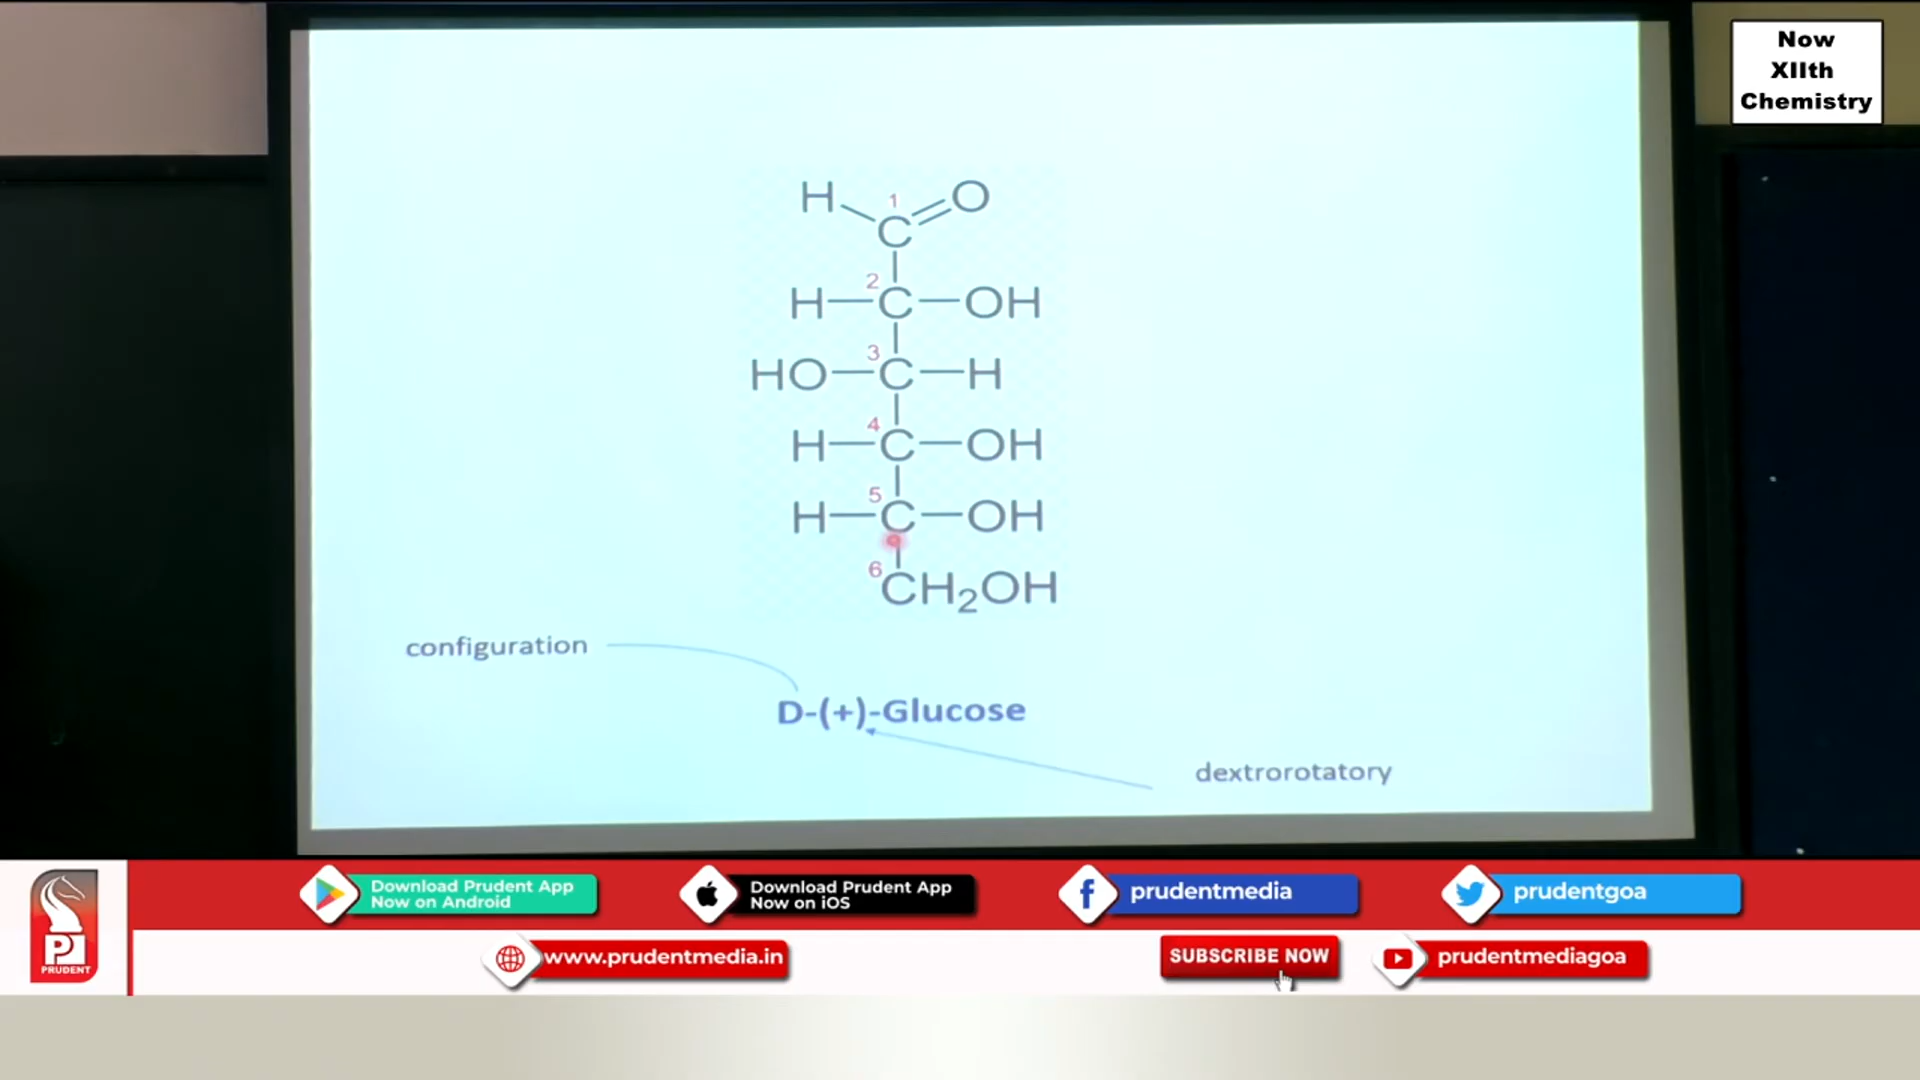 Now
XIIth
Chemistry
H 1 O
C
2
H—C—OH
3
HO—C—H
4
H—C—OH
5
H—C—OH
6
CH₂OH
configuration
D-(+)-Glucose
dextrorotatory
Download Prudent App
Now on Android
Download Prudent App
Now on iOS
prudentmedia
prudentgoa
PRUDENT
www.prudentmedia.in
SUBSCRIBE NOW
prudentmediagoa